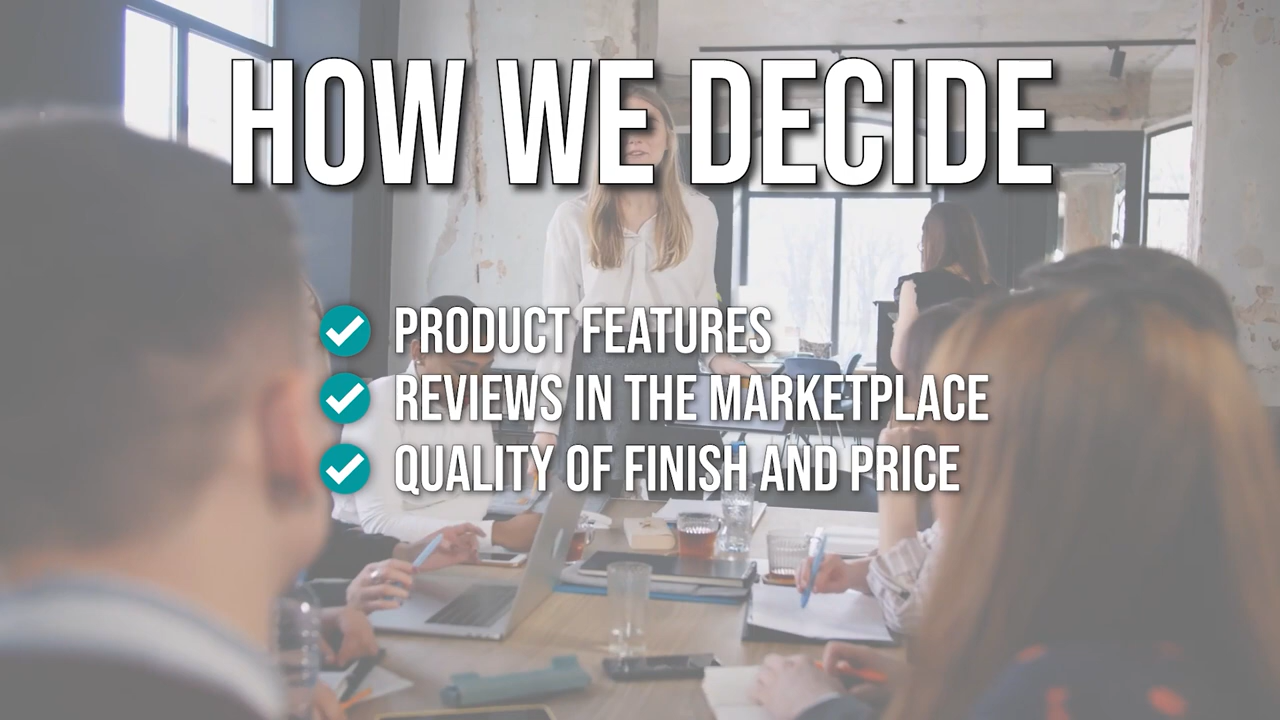 HOW WE DECIDE
PRODUCT FEATURES
REVIEWS IN THE MARKETPLACE
QUALITY OF FINISH AND PRICE